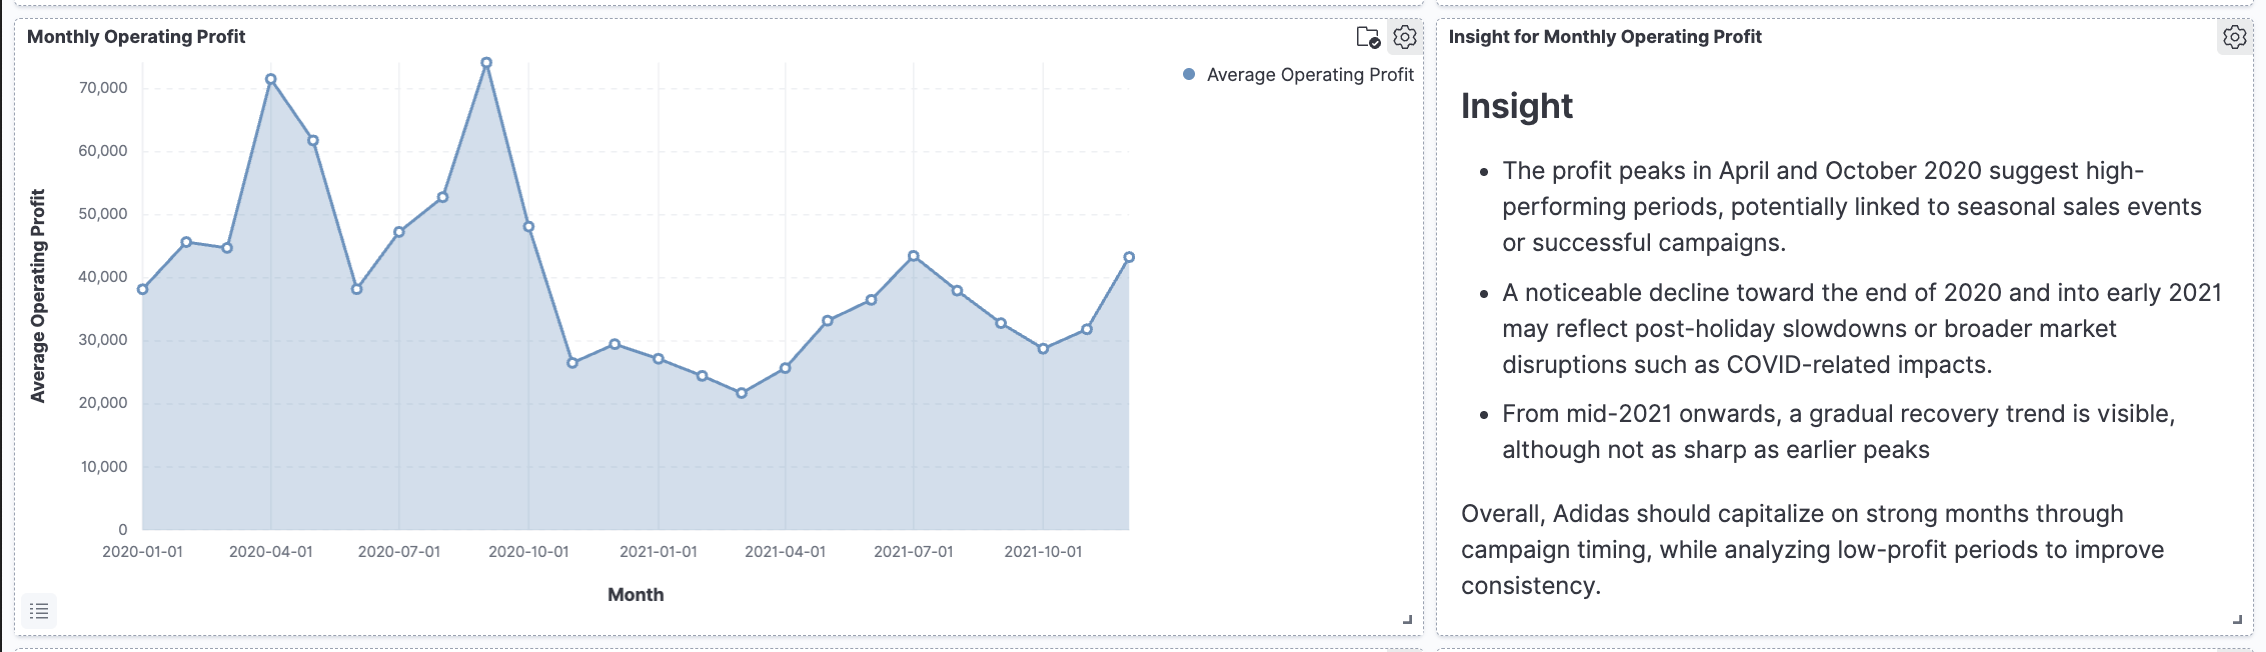 Monthly Operating Profit
Average Operating Profit
70,000
60,000
50,000
40,000
30,000
20,000
10,000
0
Average Operating Profit
2020-01-01
2020-04-01
2020-07-01
2020-10-01
2021-01-01
2021-04-01
2021-07-01
2021-10-01
Month
Insight for Monthly Operating Profit
Insight
• The profit peaks in April and October 2020 suggest high-
performing periods, potentially linked to seasonal sales events
or successful campaigns.
• A noticeable decline toward the end of 2020 and into early 2021
may reflect post-holiday slowdowns or broader market
disruptions such as COVID-related impacts.
• From mid-2021 onwards, a gradual recovery trend is visible,
although not as sharp as earlier peaks
Overall, Adidas should capitalize on strong months through
campaign timing, while analyzing low-profit periods to improve
consistency.